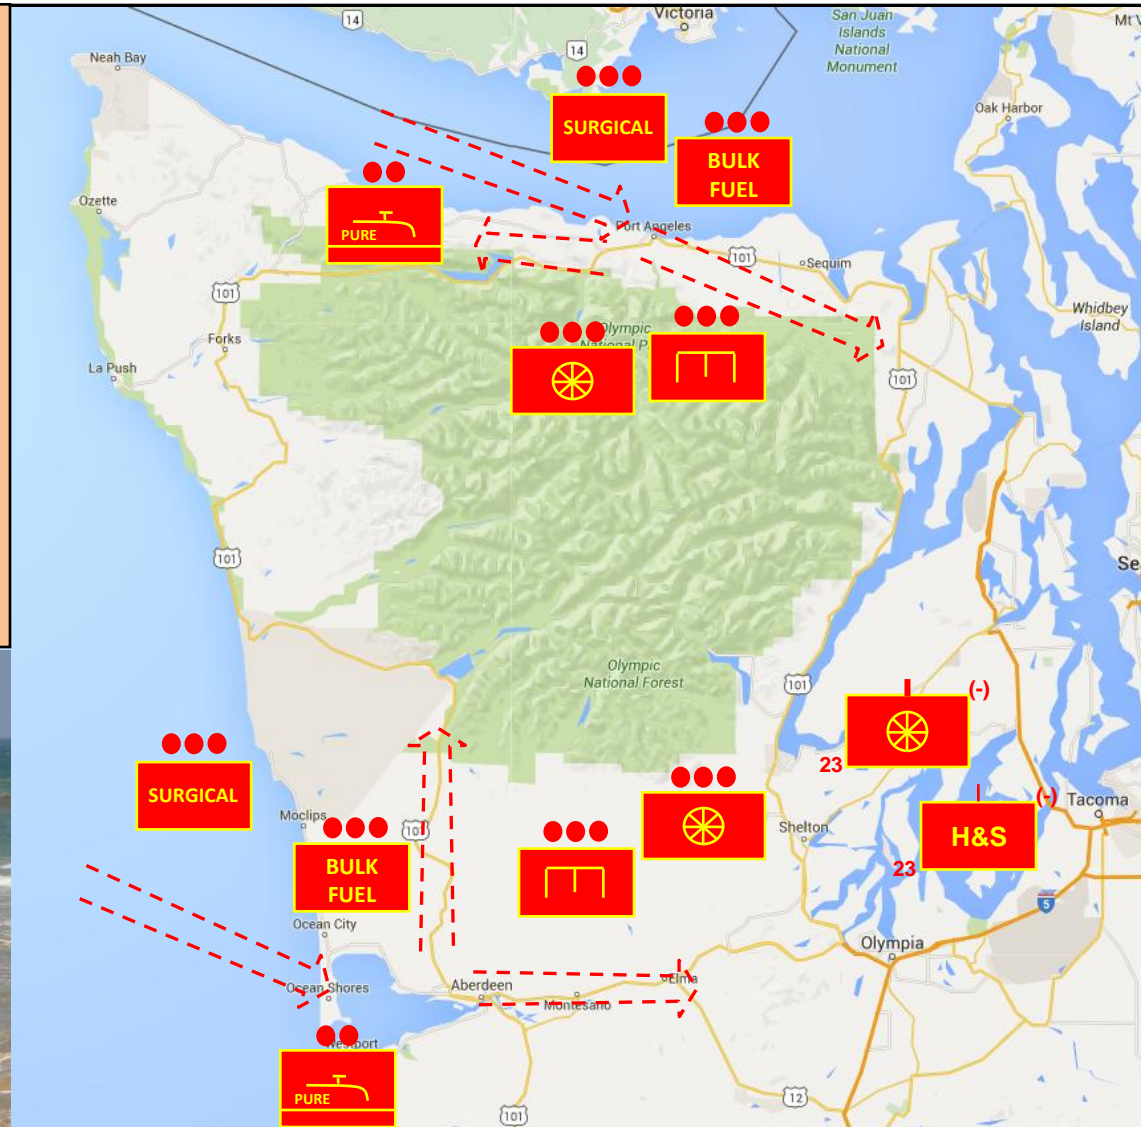 14
Victoria
San Juan
Islands
National
Monument
Mt V
Neah Bay
14
Oak Harbor
SURGICAL
BULK
FUEL
Ozette
PURE
Port Angeles
101
Sequim
101
Whidbey
Island
Forks
Olympic
National P
La Push
101
101
Se
Olympic
National Forest
101
(-)
23
SURGICAL
(-)
Tacoma
Moclips
101
Shelton
H&S
BULK
FUEL
23
5
Ocean City
Olympia
Elma
Ocean Shores
Aberdeen
Montesano
Westport
PURE
12
101